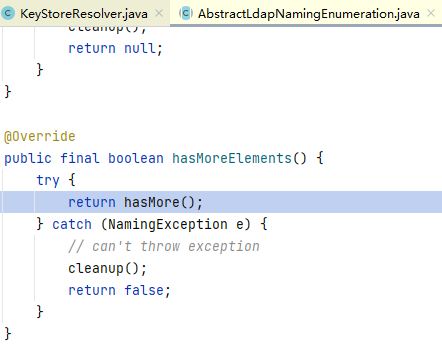 KeyStoreResolver.java × AbstractLdapNamingEnumeration.java ×
cleanup();
return null;
}
}
@Override
public final boolean hasMoreElements() {
try {
return hasMore();
} catch (NamingException e) {
// can't throw exception
cleanup();
return false;
}
}